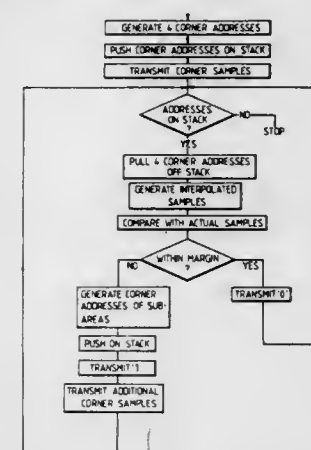 GENERATE 4 CORNER ADDRESSES
PUSH CORNER ADDRESSES ON STACK
TRANSMIT CORNER SAMPLES
ADDRESSES
ON STACK
?
NO
STOP
YES
PULL 4 CORNER ADDRESSES
OFF STACK
GENERATE INTERPOLATED
SAMPLES
COMPARE WITH ACTUAL SAMPLES
WITHIN MARGIN
?
NO
YES
GENERATE CORNER
ADDRESSES OF SUB-
AREAS
TRANSMIT '0'
PUSH ON STACK
TRANSMIT '1
TRANSMIT ADDITIONAL
CORNER SAMPLES